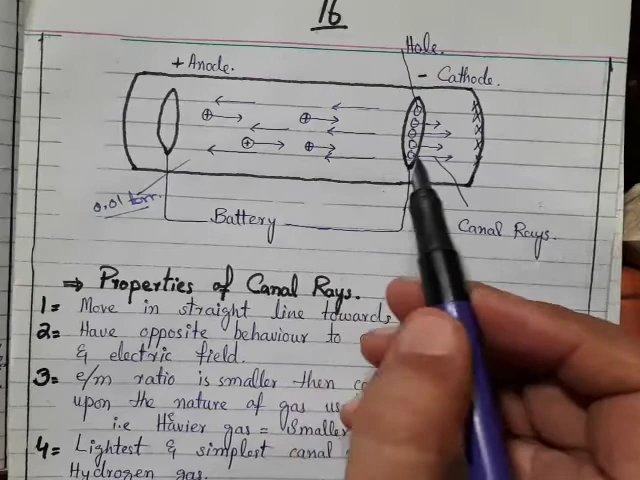 16
Hole.
+ Anode.
- Cathode.
0.01 torr.
Battery
Canal Rays.
⇒ Properties of Canal Rays.
1= Move in straight line towards
2= Have opposite behaviour to
& electric field.
3= e/m ratio is smaller then
upon the nature of gas
i.e Havier gas = Smaller
4= Lightest & simplest canal
Hydrogen gas.